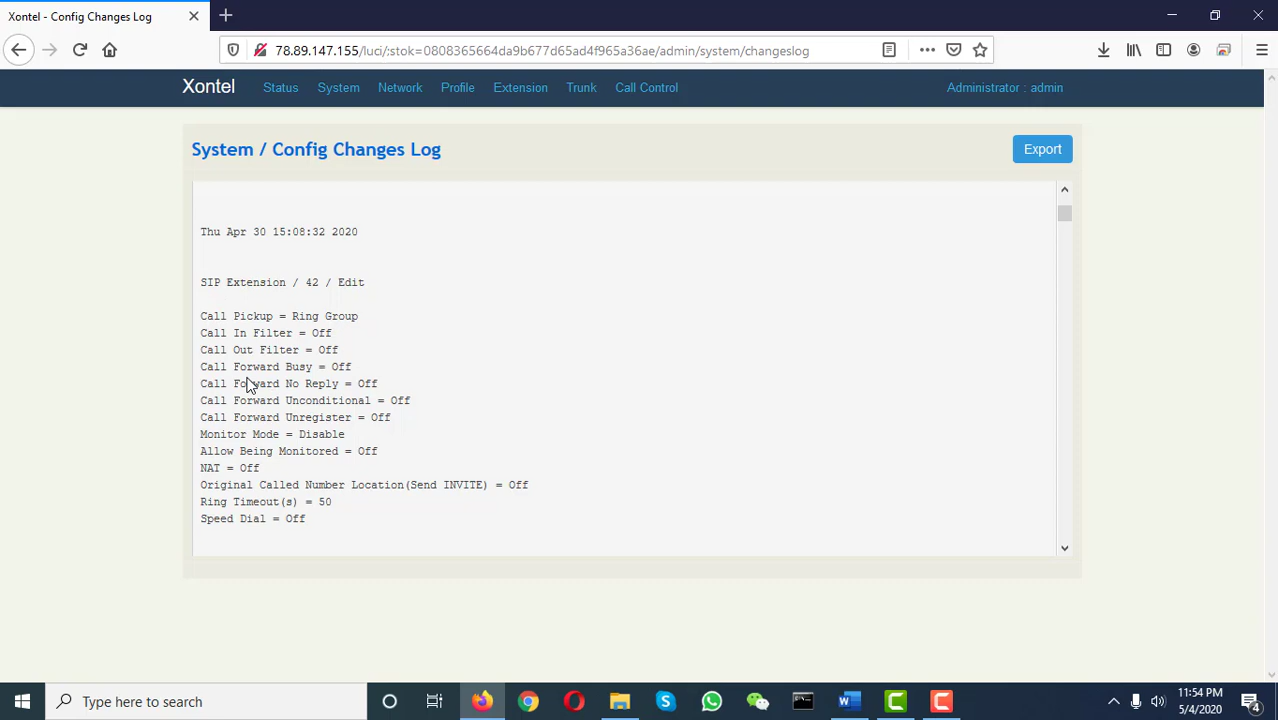 Xontel - Config Changes Log
78.89.147.155/luci/;stok=0808365664da9b677d65ad4f965a36ae/admin/system/changeslog
Xontel Status System Network Profile Extension Trunk Call Control Administrator : admin
System / Config Changes Log Export
Thu Apr 30 15:08:32 2020
SIP Extension / 42 / Edit
Call Pickup = Ring Group
Call In Filter = Off
Call Out Filter = Off
Call Forward Busy = Off
Call Forward No Reply = Off
Call Forward Unconditional = Off
Call Forward Unregister = Off
Monitor Mode = Disable
Allow Being Monitored = Off
NAT = Off
Original Called Number Location(Send INVITE) = Off
Ring Timeout(s) = 50
Speed Dial = Off
Type here to search
11:54 PM
5/4/2020
4